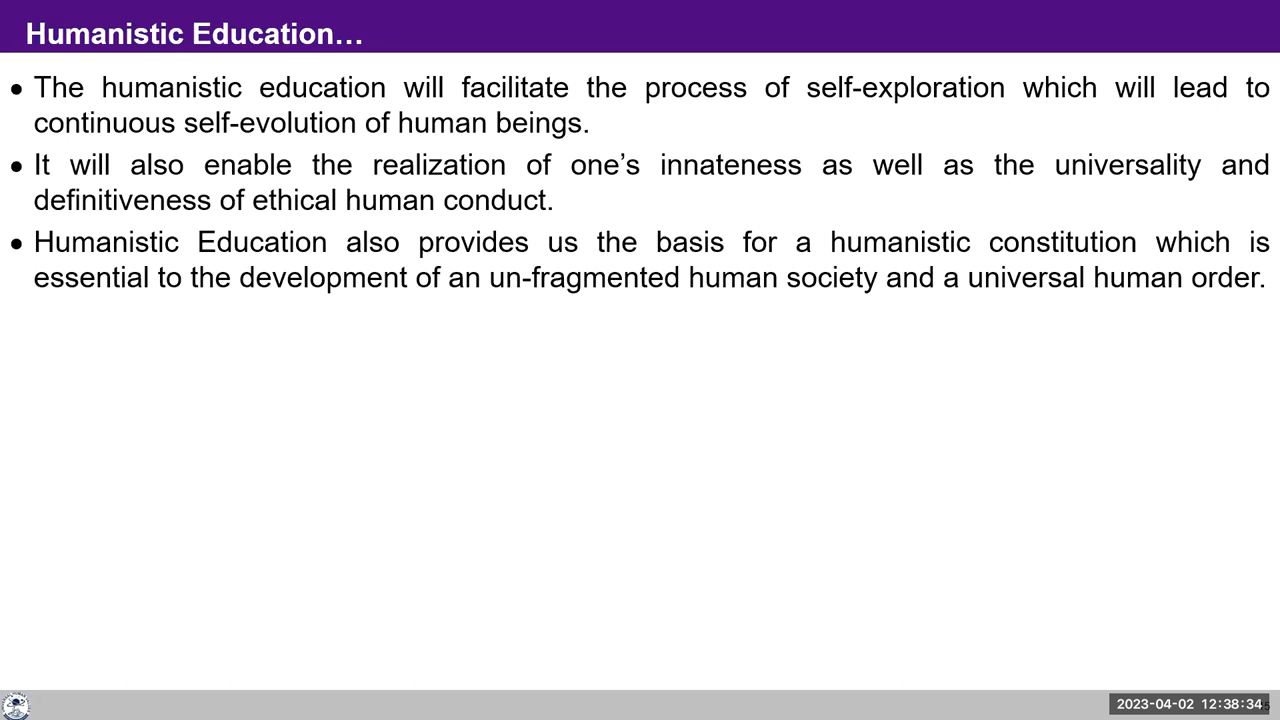 Humanistic Education…
● The humanistic education will facilitate the process of self-exploration which will lead to
continuous self-evolution of human beings.
● It will also enable the realization of one’s innateness as well as the universality and
definitiveness of ethical human conduct.
● Humanistic Education also provides us the basis for a humanistic constitution which is
essential to the development of an un-fragmented human society and a universal human order.
2023-04-02 12:38:34